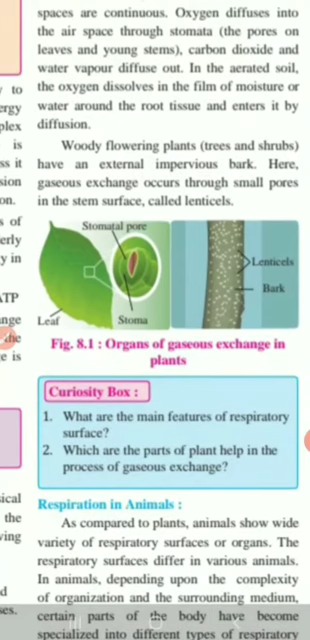 spaces are continuous. Oxygen diffuses into
the air space through stomata (the pores on
leaves and young stems), carbon dioxide and
water vapour diffuse out. In the aerated soil,
to the oxygen dissolves in the film of moisture or
water around the root tissue and enters it by
diffusion.
is Woody flowering plants (trees and shrubs)
it have an external impervious bark. Here,
gaseous exchange occurs through small pores
in the stem surface, called lenticels.
of
in
Stomatal pore
Lenticels
Bark
Leaf
Stoma
Fig. 8.1 : Organs of gaseous exchange in
plants
is
Curiosity Box :
1. What are the main features of respiratory
surface?
2. Which are the parts of plant help in the
process of gaseous exchange?
Respiration in Animals :
the As compared to plants, animals show wide
variety of respiratory surfaces or organs. The
respiratory surfaces differ in various animals.
In animals, depending upon the complexity
of organization and the surrounding medium,
certain parts of the body have become
specialized into different types of respiratory